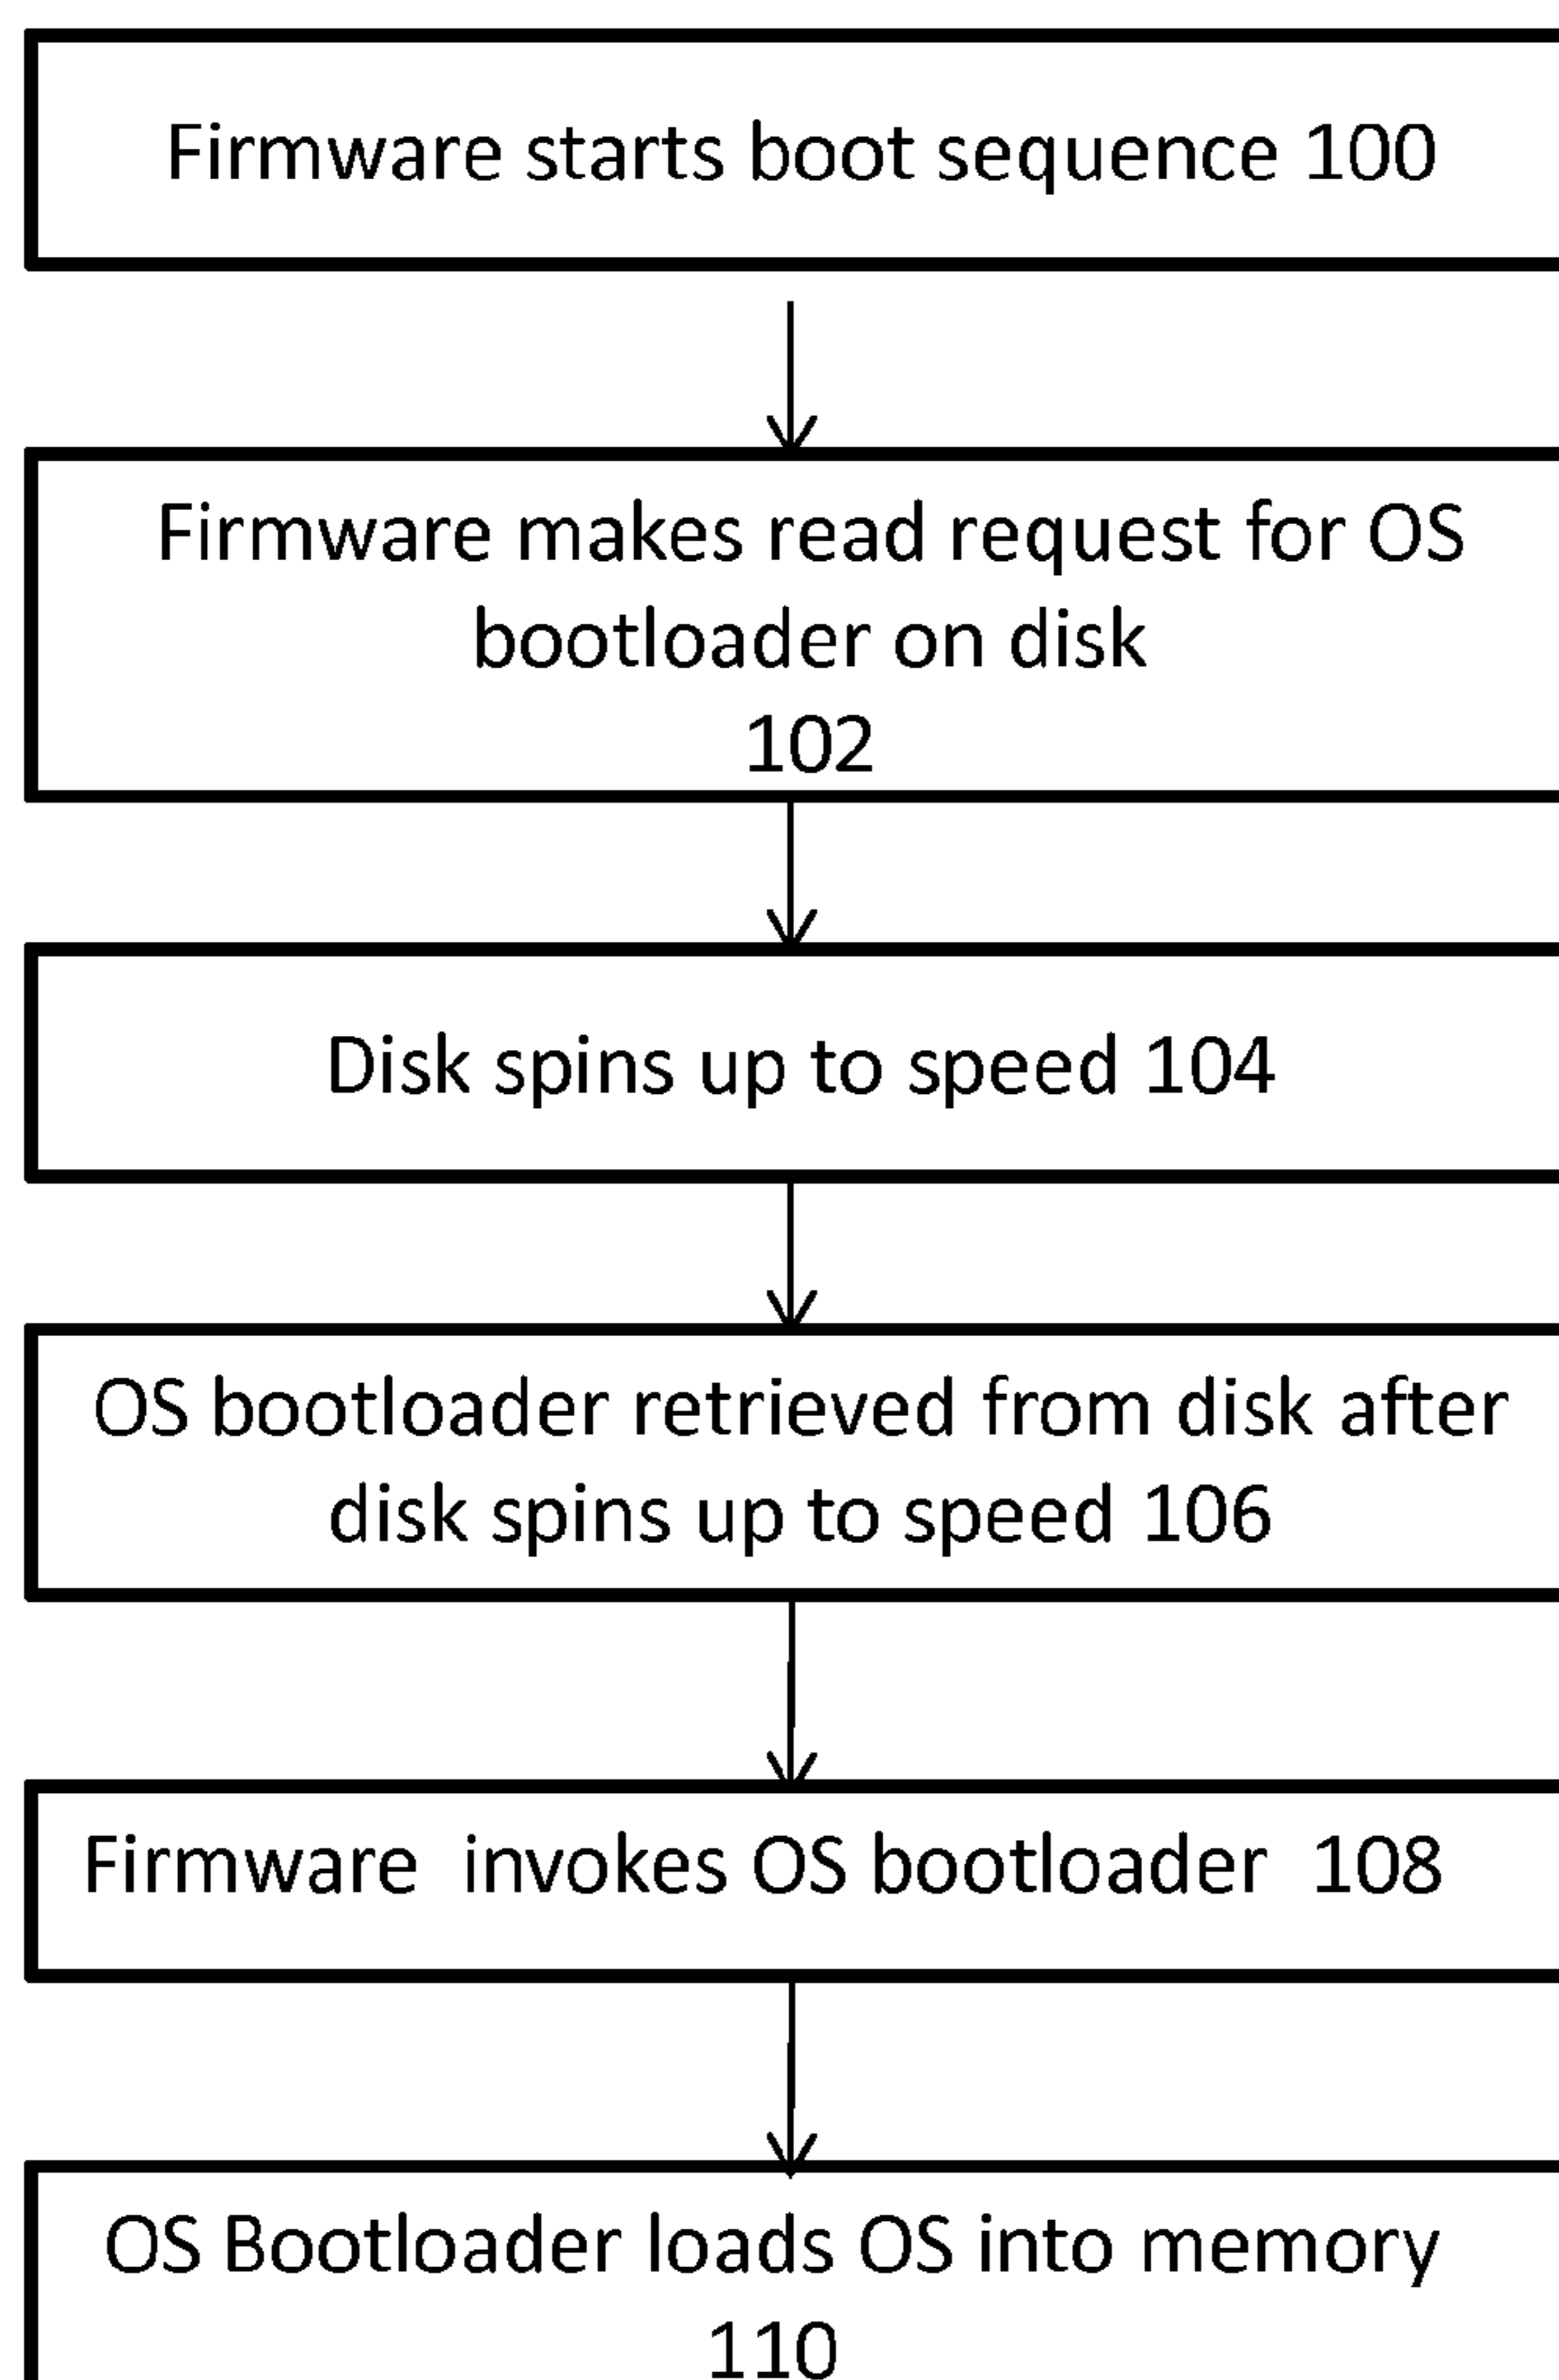 Firmware starts boot sequence 100
Firmware makes read request for OS
bootloader on disk
102
Disk spins up to speed 104
OS bootloader retrieved from disk after
disk spins up to speed 106
Firmware invokes OS bootloader 108
OS Bootloader loads OS into memory
110